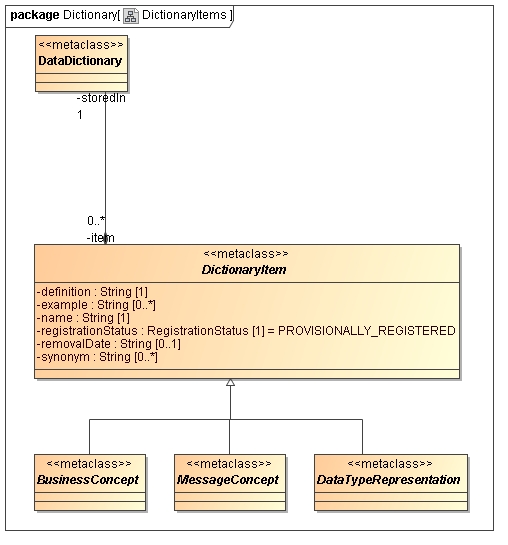 package Dictionary[ DictionaryItems ]
<<metaclass>>
DataDictionary
-storedIn
1
0..*
-item
<<metaclass>>
DictionaryItem
-definition : String [1]
-example : String [0..*]
-name : String [1]
-registrationStatus : RegistrationStatus [1] = PROVISIONALLY_REGISTERED
-removalDate : String [0..1]
-synonym : String [0..*]
<<metaclass>> <<metaclass>> <<metaclass>>
BusinessConcept MessageConcept DataTypeRepresentation